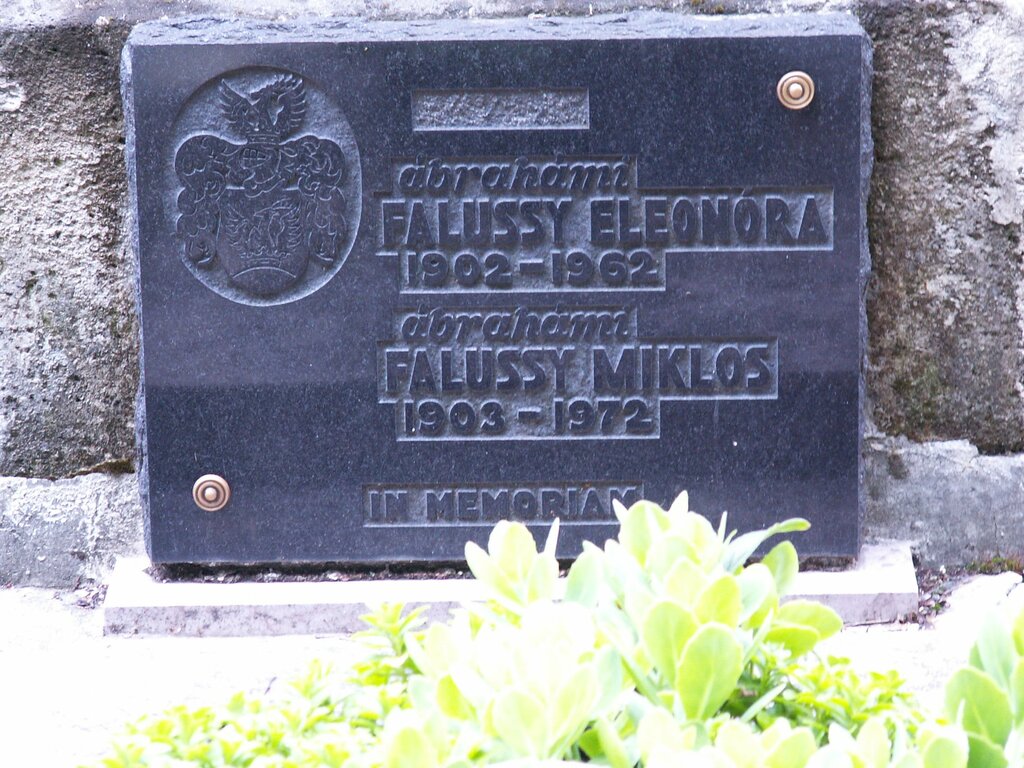 ábrahámi
FALUSSY ELEONÓRA
1902-1962
ábrahámi
FALUSSY MIKLOS
1903-1972
IN MEMORIAM